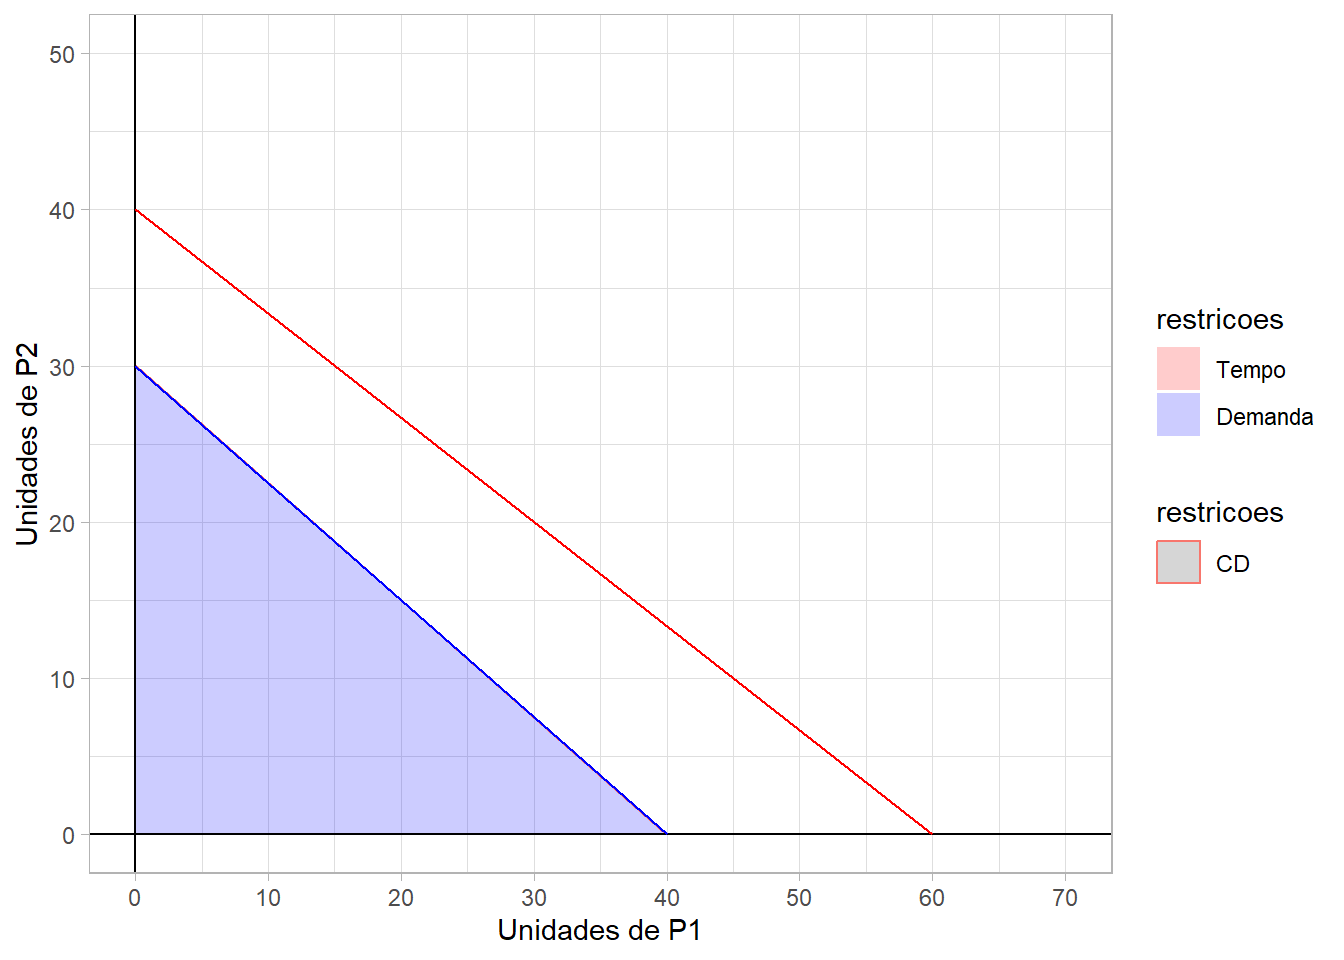 50
40
30
20
10
0
Unidades de P2
0 10 20 30 40 50 60 70
Unidades de P1
restricoes
Tempo
Demanda
restricoes
CD